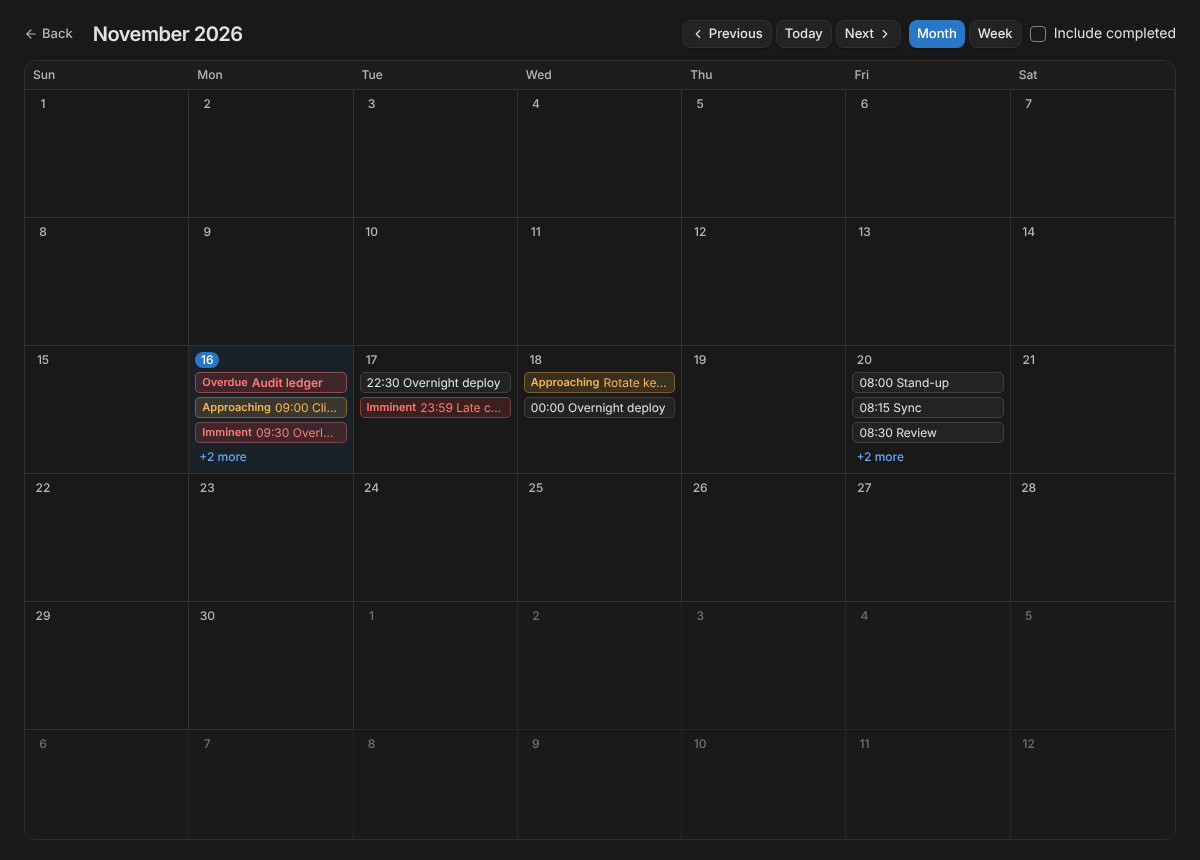 Back
November 2026
Previous
Today
Next
Month
Week
Include completed
Sun Mon Tue Wed Thu Fri Sat
1 2 3 4 5 6 7
8 9 10 11 12 13 14
15 16 17 18 19 20 21
Overdue Audit ledger
Approaching 09:00 Cli...
Imminent 09:30 Overl...
+2 more
22:30 Overnight deploy
Imminent 23:59 Late c...
Approaching Rotate ke...
00:00 Overnight deploy
08:00 Stand-up
08:15 Sync
08:30 Review
+2 more
22 23 24 25 26 27 28
29 30 1 2 3 4 5
6 7 8 9 10 11 12